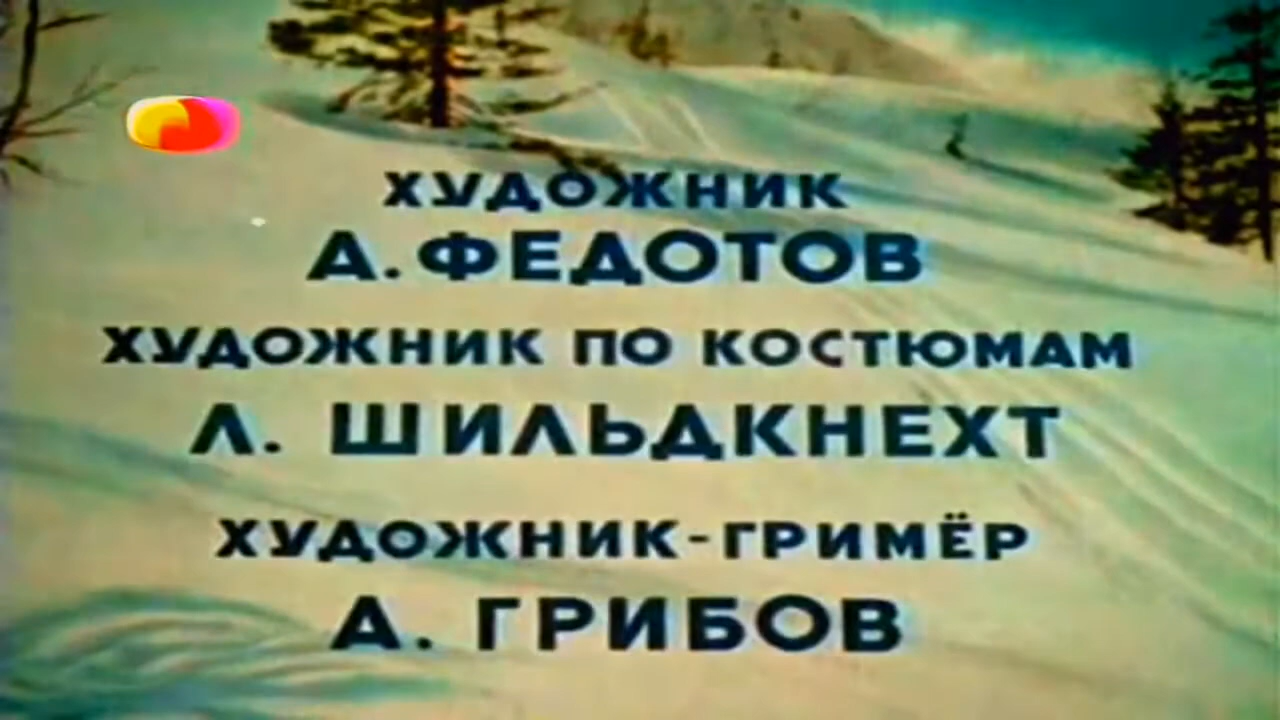 ХУДОЖНИК
А. ФЕДОТОВ
ХУДОЖНИК ПО КОСТЮМАМ
Л. ШИЛЬДКНЕХТ
ХУДОЖНИК-ГРИМЁР
А. ГРИБОВ